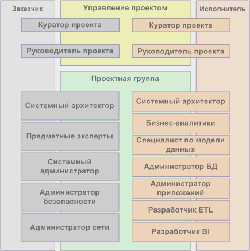 Заказчик
Управление проектом
Исполнитель
Куратор проекта
Куратор проекта
Руководитель проекта
Руководитель проекта
Проектная группа
Системный архитектор
Предметные эксперты
Системный
администратор
Администратор
безопасности
Администратор сети
Системный архитектор
Бизнес-аналитики
Специалист по модели
данных
Администратор БД
Администратор
приложений
Разработчик ETL
Разработчик BI